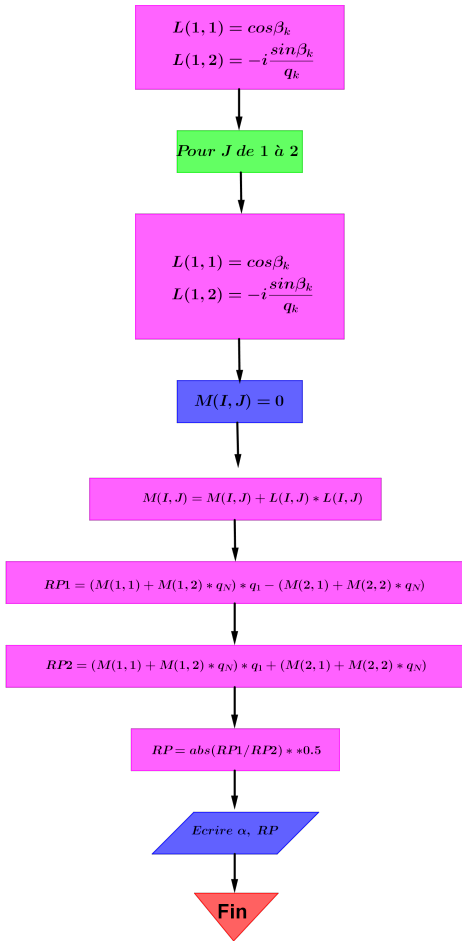 L(1,1) = cosβ_k
L(1,2) = −i sinβ_k / q_k
Pour J de 1 à 2
L(1,1) = cosβ_k
L(1,2) = −i sinβ_k / q_k
M(I,J) = 0
M(I,J) = M(I,J) + L(I,J) * L(I,J)
RP1 = (M(1,1) + M(1,2) * q_N) * q_1 − (M(2,1) + M(2,2) * q_N)
RP2 = (M(1,1) + M(1,2) * q_N) * q_1 + (M(2,1) + M(2,2) * q_N)
RP = abs(RP1/RP2) * *0.5
Ecrire α, RP
Fin